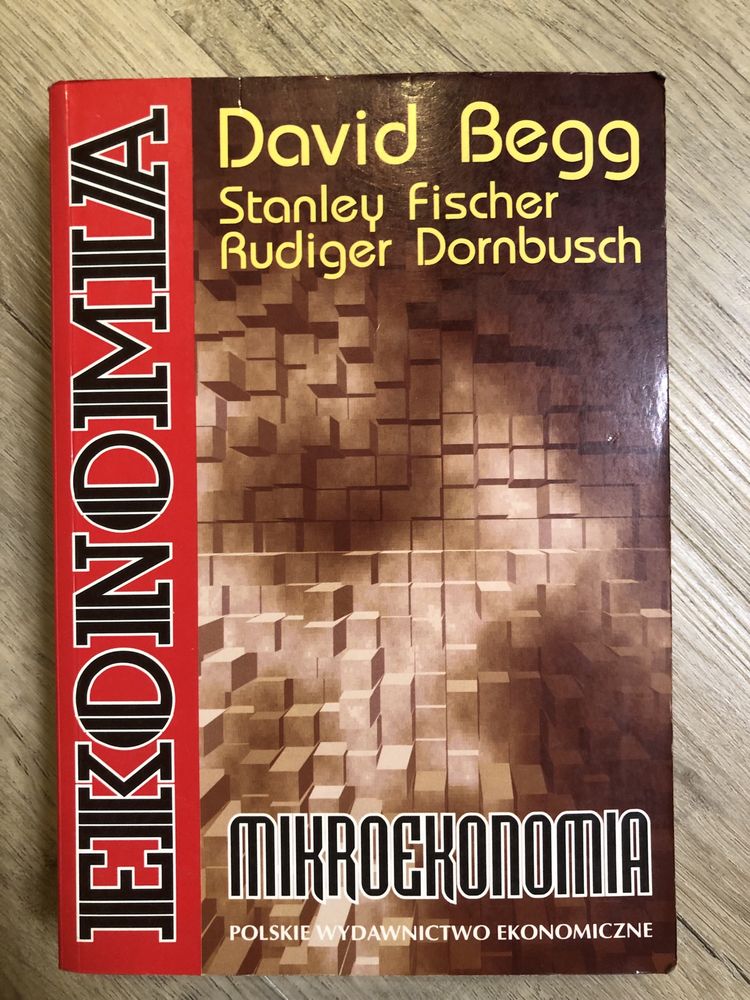 EKONOMIA
David Begg
Stanley Fischer
Rudiger Dornbusch
MIKROEKONOMIA
POLSKIE WYDAWNICTWO EKONOMICZNE